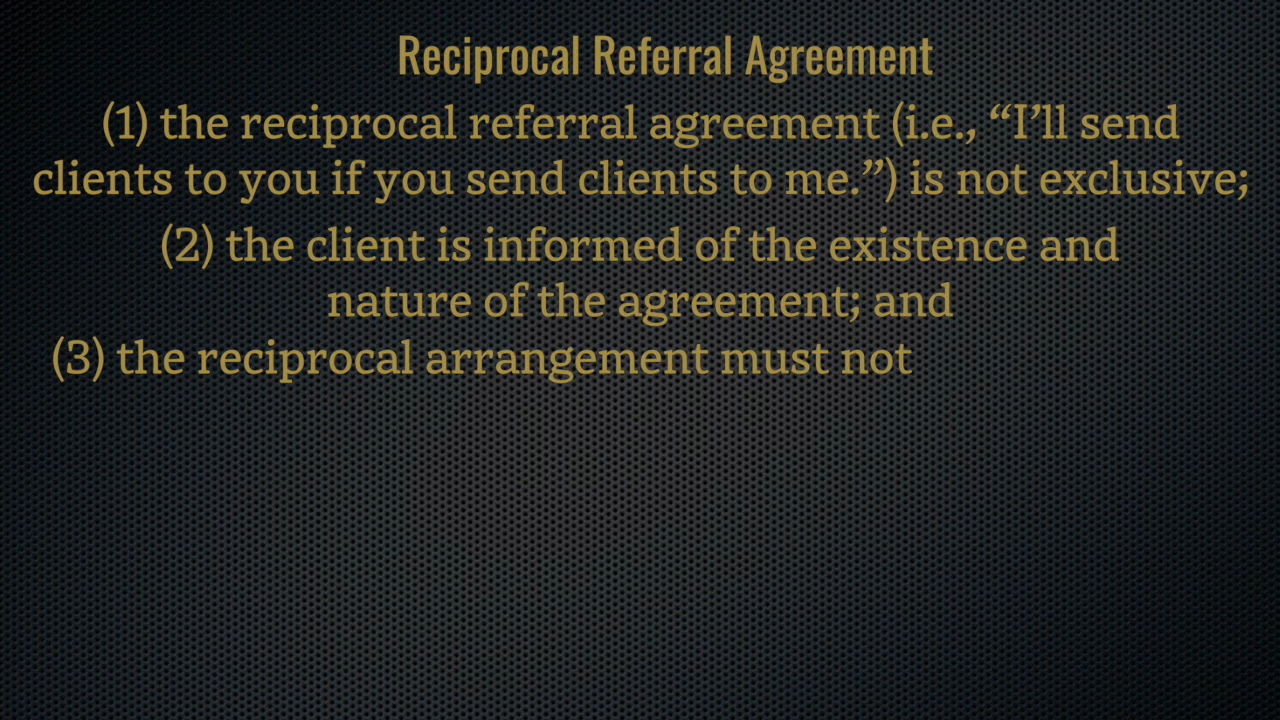 Reciprocal Referral Agreement
(1) the reciprocal referral agreement (i.e., “I’ll send
clients to you if you send clients to me.”) is not exclusive;
(2) the client is informed of the existence and
nature of the agreement; and
(3) the reciprocal arrangement must not